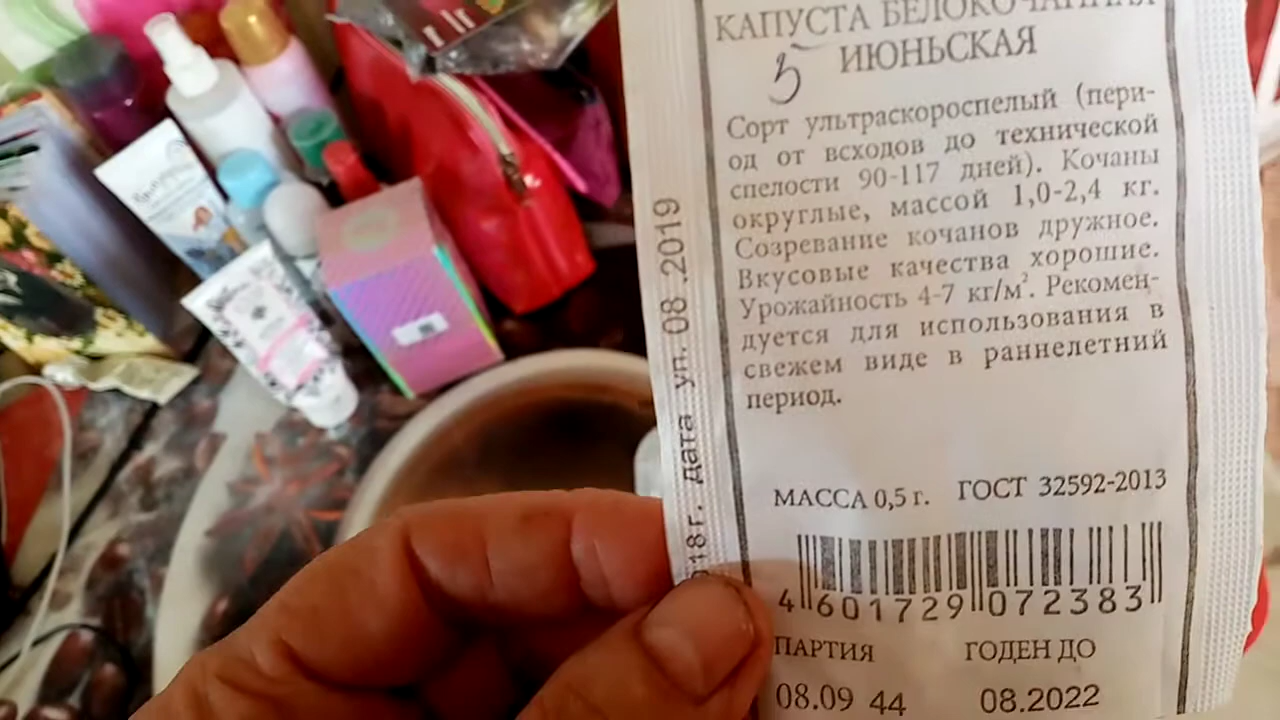 КАПУСТА БЕЛОКОЧАННАЯ
5
ИЮНЬСКАЯ
Сорт ультраскороспелый (пери-
од от всходов до технической
спелости 90-117 дней). Кочаны
округлые, массой 1,0-2,4 кг.
Созревание кочанов дружное.
Вкусовые качества хорошие.
Урожайность 4-7 кг/м². Рекомен-
дуется для использования в
свежем виде в раннелетний
период.
МАССА 0,5 г. ГОСТ 32592-2013
4 601729 072383
ПАРТИЯ ГОДЕН ДО
08.09 44 08.2022
18г. дата уп. 08.2019